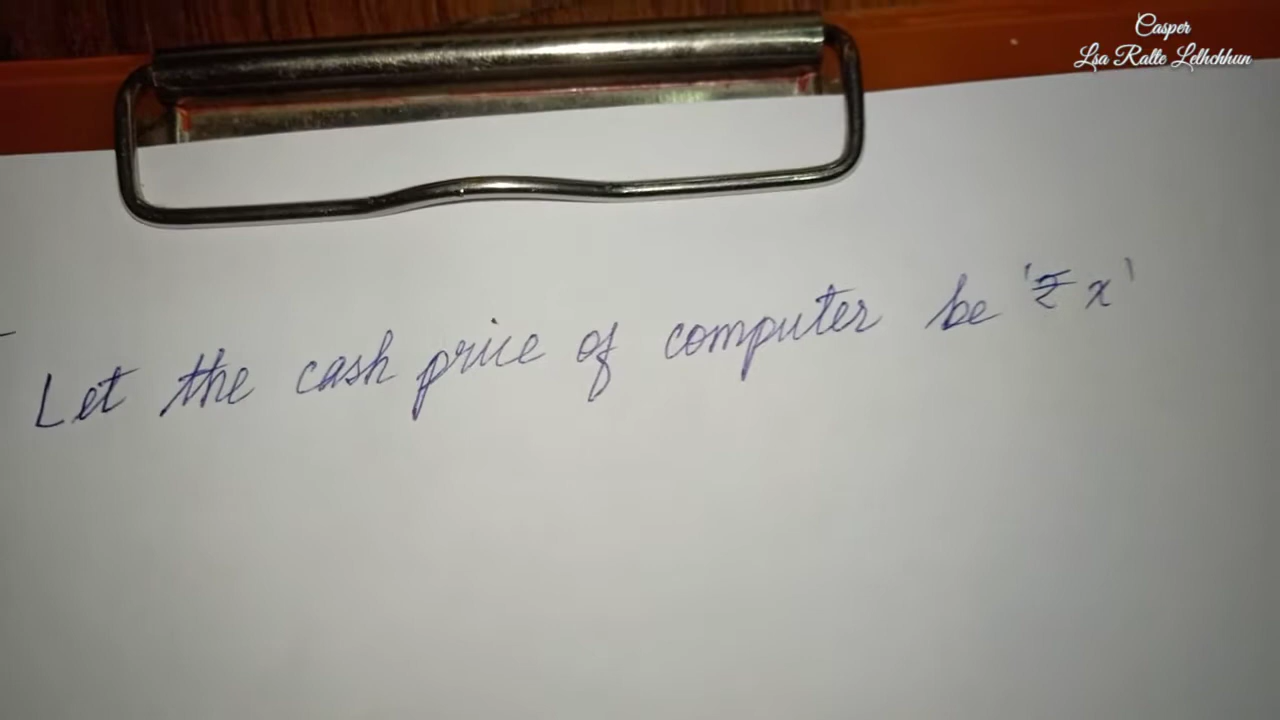 Casper
Lsa Ralte Lelhchhun
Let the cash price of computer be '₹ x'